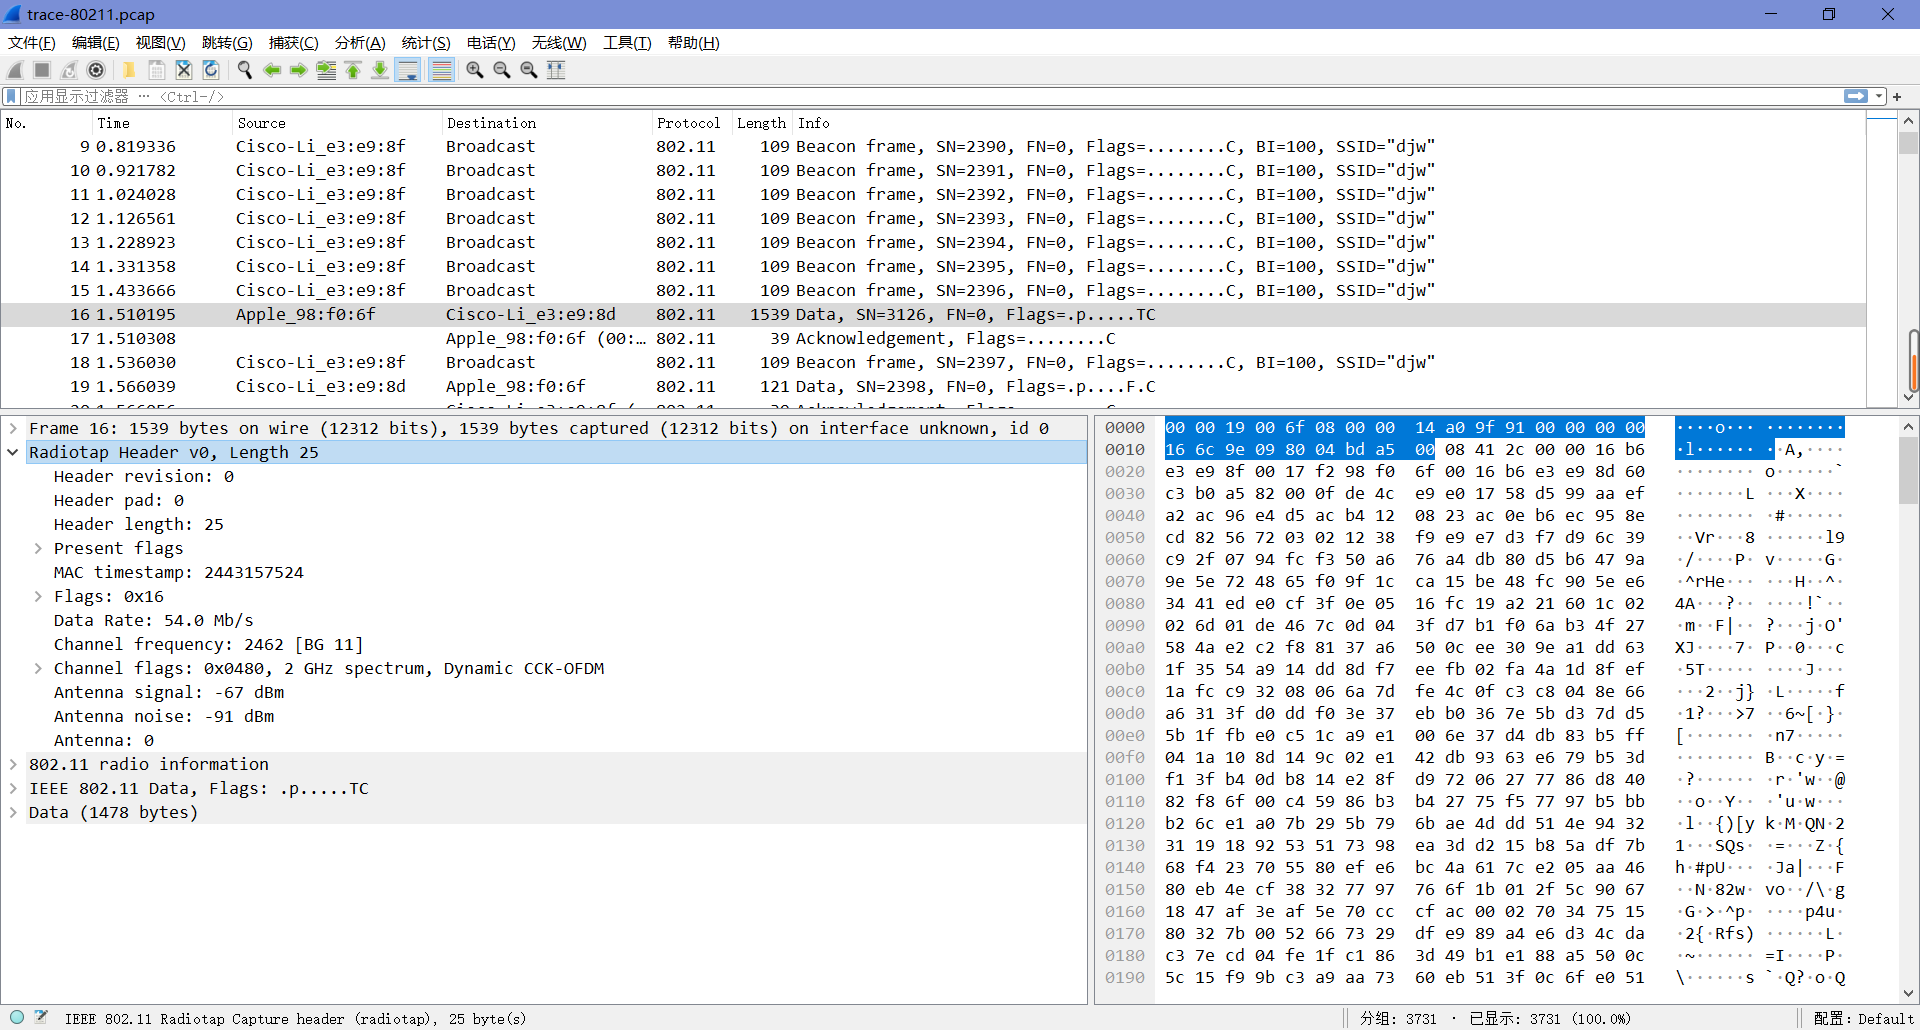 trace-80211.pcap
文件(F) 编辑(E) 视图(V) 跳转(G) 捕获(C) 分析(A) 统计(S) 电话(Y) 无线(W) 工具(T) 帮助(H)
应用显示过滤器 … <Ctrl-/>
No. Time Source Destination Protocol Length Info
9 0.819336 Cisco-Li_e3:e9:8f Broadcast 802.11 109 Beacon frame, SN=2390, FN=0, Flags=........C, BI=100, SSID="djw"
10 0.921782 Cisco-Li_e3:e9:8f Broadcast 802.11 109 Beacon frame, SN=2391, FN=0, Flags=........C, BI=100, SSID="djw"
11 1.024028 Cisco-Li_e3:e9:8f Broadcast 802.11 109 Beacon frame, SN=2392, FN=0, Flags=........C, BI=100, SSID="djw"
12 1.126561 Cisco-Li_e3:e9:8f Broadcast 802.11 109 Beacon frame, SN=2393, FN=0, Flags=........C, BI=100, SSID="djw"
13 1.228923 Cisco-Li_e3:e9:8f Broadcast 802.11 109 Beacon frame, SN=2394, FN=0, Flags=........C, BI=100, SSID="djw"
14 1.331358 Cisco-Li_e3:e9:8f Broadcast 802.11 109 Beacon frame, SN=2395, FN=0, Flags=........C, BI=100, SSID="djw"
15 1.433666 Cisco-Li_e3:e9:8f Broadcast 802.11 109 Beacon frame, SN=2396, FN=0, Flags=........C, BI=100, SSID="djw"
16 1.510195 Apple_98:f0:6f Cisco-Li_e3:e9:8d 802.11 1539 Data, SN=3126, FN=0, Flags=.p.....TC
17 1.510308 Apple_98:f0:6f (00:… 802.11 39 Acknowledgement, Flags=........C
18 1.536030 Cisco-Li_e3:e9:8f Broadcast 802.11 109 Beacon frame, SN=2397, FN=0, Flags=........C, BI=100, SSID="djw"
19 1.566039 Cisco-Li_e3:e9:8d Apple_98:f0:6f 802.11 121 Data, SN=2398, FN=0, Flags=.p....F.C
Frame 16: 1539 bytes on wire (12312 bits), 1539 bytes captured (12312 bits) on interface unknown, id 0
Radiotap Header v0, Length 25
Header revision: 0
Header pad: 0
Header length: 25
Present flags
MAC timestamp: 2443157524
Flags: 0x16
Data Rate: 54.0 Mb/s
Channel frequency: 2462 [BG 11]
Channel flags: 0x0480, 2 GHz spectrum, Dynamic CCK-OFDM
Antenna signal: -67 dBm
Antenna noise: -91 dBm
Antenna: 0
802.11 radio information
IEEE 802.11 Data, Flags: .p.....TC
Data (1478 bytes)
0000 00 00 19 00 6f 08 00 00 14 a0 9f 91 00 00 00 00 ····o··· ········
0010 16 6c 9e 09 80 04 bd a5 00 08 41 2c 00 00 16 b6 ·l······ ··A,····
0020 e3 e9 8f 00 17 f2 98 f0 6f 00 16 b6 e3 e9 8d 60 ········ o······`
0030 c3 b0 a5 82 00 0f de 4c e9 e0 17 58 d5 99 aa ef ·······L ···X····
0040 a2 ac 96 e4 d5 ac b4 12 08 23 ac 0e b6 ec 95 8e ········ ·#······
0050 cd 82 56 72 03 02 12 38 f9 e9 e7 d3 f7 d9 6c 39 ··Vr···8 ······l9
0060 c9 2f 07 94 fc f3 50 a6 76 a4 db 80 d5 b6 47 9a ·/····P· v·····G·
0070 9e 5e 72 48 65 f0 9f 1c ca 15 be 48 fc 90 5e e6 ·^rHe··· ···H··^·
0080 34 41 ed e0 cf 3f 0e 05 16 fc 19 a2 21 60 1c 02 4A···?·· ····!`··
0090 02 6d 01 de 46 7c 0d 04 3f d7 b1 f0 6a b3 4f 27 ·m··F|·· ?···j·O'
00a0 58 4a e2 c2 f8 81 37 a6 50 0c ee 30 9e a1 dd 63 XJ····7· P··0···c
00b0 1f 35 54 a9 14 dd 8d f7 ee fb 02 fa 4a 1d 8f ef ·5T····· ····J···
00c0 1a fc c9 32 08 06 6a 7d fe 4c 0f c3 c8 04 8e 66 ···2··j} ·L·····f
00d0 a6 31 3f d0 dd f0 3e 37 eb b0 36 7e 5b d3 7d d5 ·1?···>7 ··6~[·}·
00e0 5b 1f fb e0 c5 1c a9 e1 00 6e 37 d4 db 83 b5 ff [······· ·n7·····
00f0 04 1a 10 8d 14 9c 02 e1 42 db 93 63 e6 79 b5 3d ········ B··c·y·=
0100 f1 3f b4 0d b8 14 e2 8f d9 72 06 27 77 86 d8 40 ·?······ ·r·'w··@
0110 82 f8 6f 00 c4 59 86 b3 b4 27 75 f5 77 97 b5 bb ··o··Y·· ·'u·w···
0120 b2 6c e1 a0 7b 29 5b 79 6b ae 4d dd 51 4e 94 32 ·l··{)[y k·M·QN·2
0130 31 19 18 92 53 51 73 98 ea 3d d2 15 b8 5a df 7b 1···SQs· ·=···Z·{
0140 68 f4 23 70 55 80 ef e6 bc 4a 61 7c e2 05 aa 46 h·#pU··· ·Ja|···F
0150 80 eb 4e cf 38 32 77 97 76 6f 1b 01 2f 5c 90 67 ··N·82w· vo··/\·g
0160 18 47 af 3e af 5e 70 cc cf ac 00 02 70 34 75 15 ·G·>·^p· ····p4u·
0170 80 32 7b 00 52 66 73 29 df e9 89 a4 e6 d3 4c da ·2{·Rfs) ······L·
0180 c3 7e cd 04 fe 1f c1 86 3d 49 b1 e1 88 a5 50 0c ·~······ =I····P·
0190 5c 15 f9 9b c3 a9 aa 73 60 eb 51 3f 0c 6f e0 51 \······s `·Q?·o·Q
IEEE 802.11 Radiotap Capture header (radiotap), 25 byte(s) 分组: 3731 · 已显示: 3731 (100.0%) 配置: Default